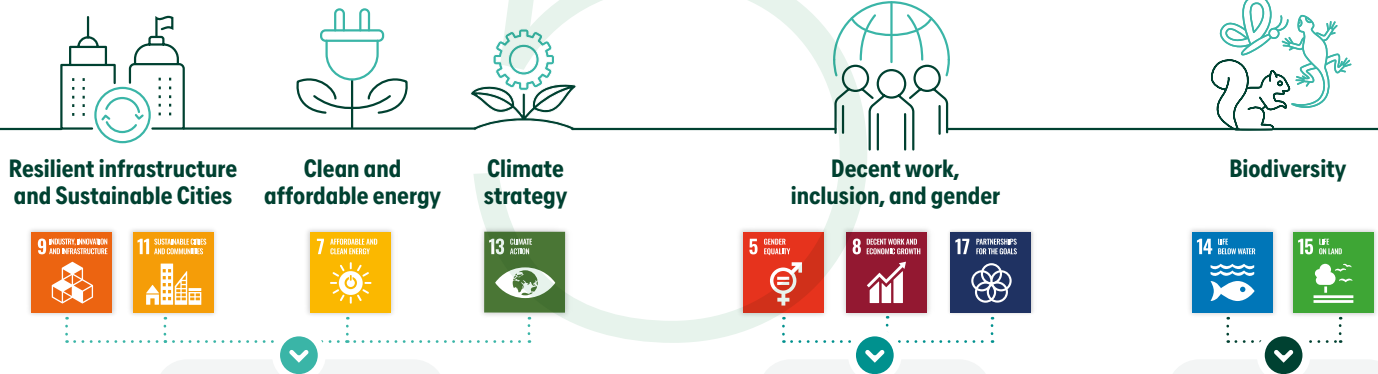 Resilient infrastructure
and Sustainable Cities
Clean and
affordable energy
Climate
strategy
Decent work,
inclusion, and gender
Biodiversity
9 INDUSTRY, INNOVATION
AND INFRASTRUCTURE
11 SUSTAINABLE CITIES
AND COMMUNITIES
7 AFFORDABLE AND
CLEAN ENERGY
13 CLIMATE
ACTION
5 GENDER
EQUALITY
8 DECENT WORK AND
ECONOMIC GROWTH
17 PARTNERSHIPS
FOR THE GOALS
14 LIFE
BELOW WATER
15 LIFE
ON LAND